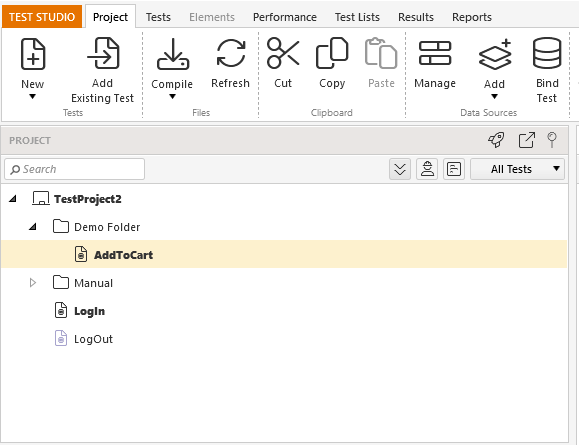 TEST STUDIO Project Tests Elements Performance Test Lists Results Reports
New Add Existing Test Compile Refresh Cut Copy Paste Manage Add Bind Test
Tests Files Clipboard Data Sources
PROJECT
Search All Tests
TestProject2
Demo Folder
AddToCart
Manual
LogIn
LogOut